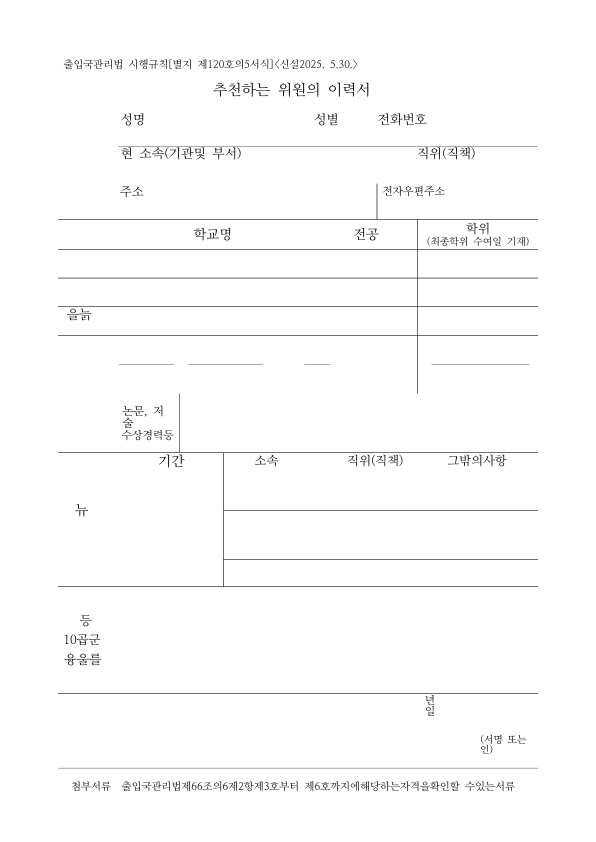 출입국관리법 시행규칙[별지 제120호의5서식]<신설2025. 5.30.>
추천하는 위원의 이력서
성명 성별 전화번호
현 소속(기관및 부서) 직위(직책)
주소 전자우편주소
학교명 전공 학위
(최종학위 수여일 기재)
을늙
논문, 저
술
수상경력등
기간 소속 직위(직책) 그밖의사항
뉴
등
10곱군
융울를
년
일
(서명 또는
인)
첨부서류 출입국관리법제66조의6제2항제3호부터 제6호까지에해당하는자격을확인할 수있는서류